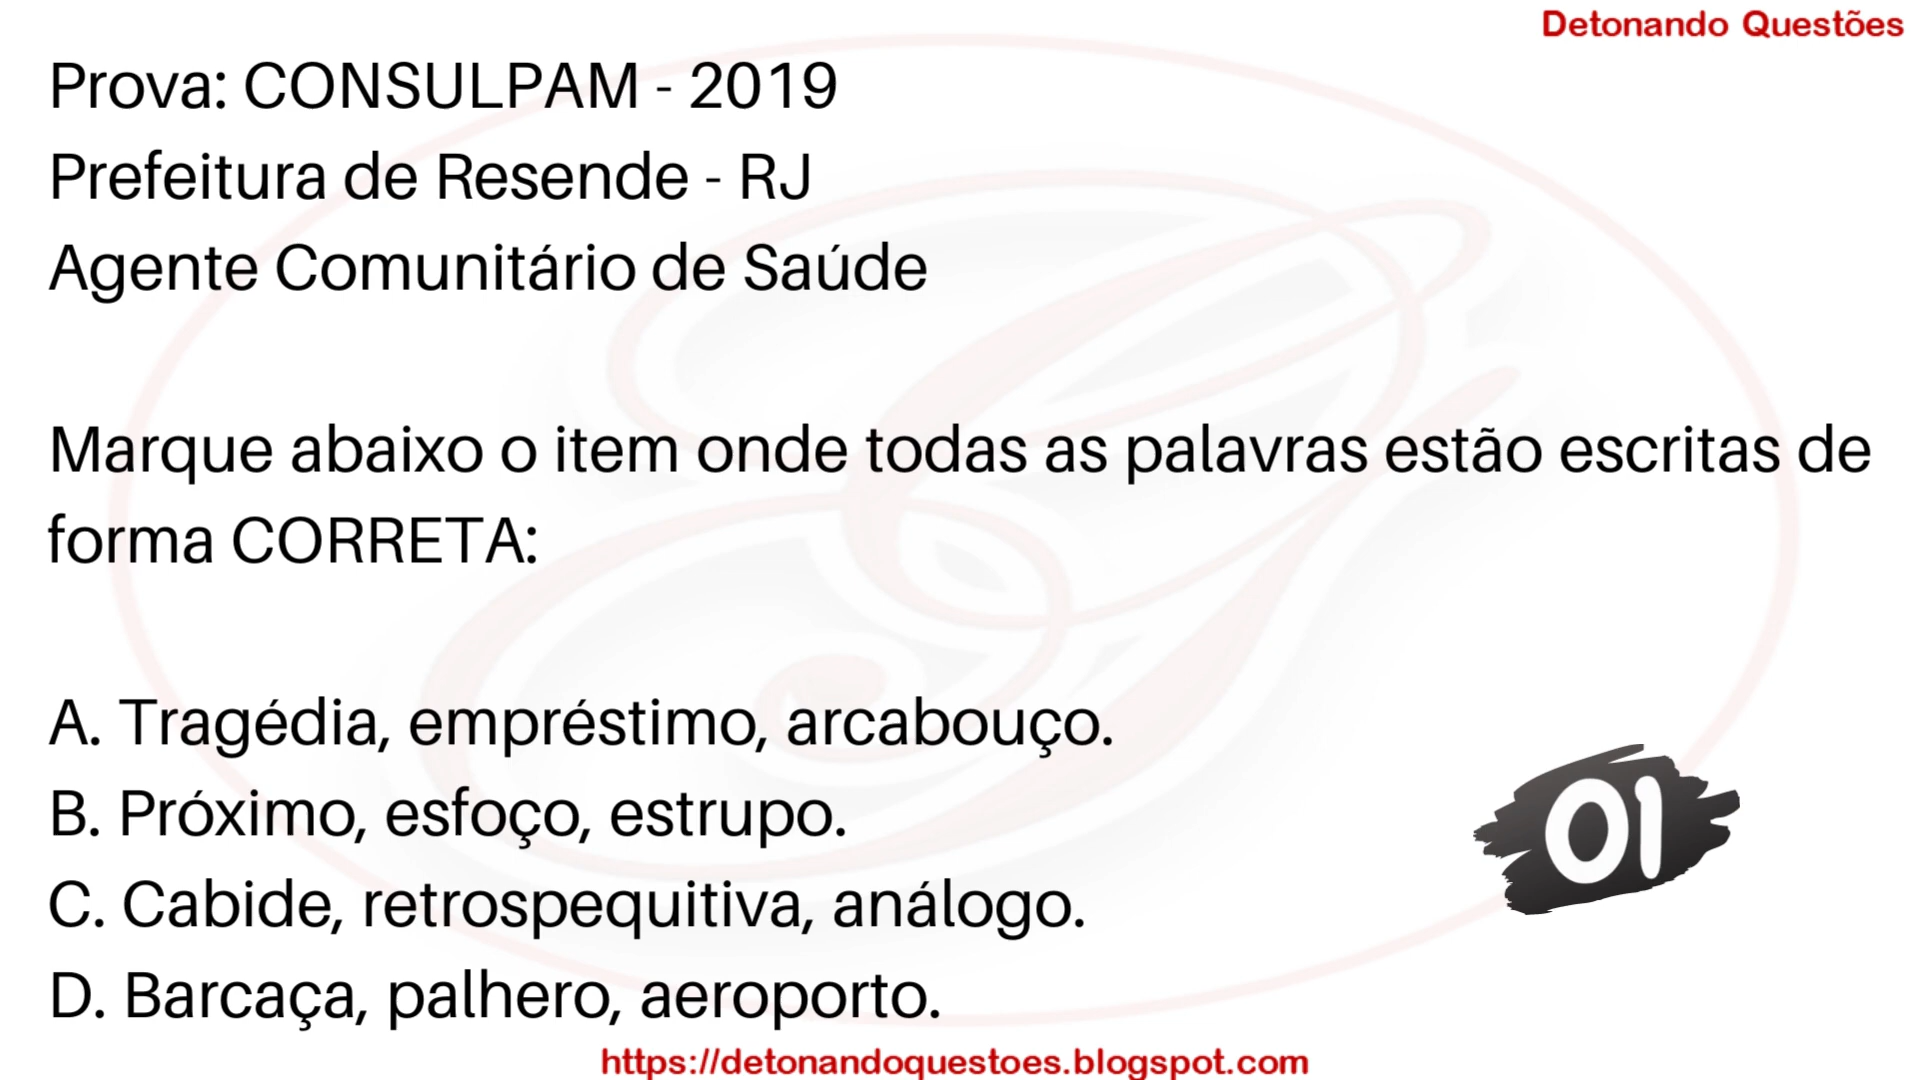 Detonando Questões
Prova: CONSULPAM - 2019
Prefeitura de Resende - RJ
Agente Comunitário de Saúde
Marque abaixo o item onde todas as palavras estão escritas de
forma CORRETA:
A. Tragédia, empréstimo, arcabouço.
B. Próximo, esfoço, estrupo.
C. Cabide, retrospequitiva, análogo.
D. Barcaça, palhero, aeroporto.
01
https://detonandoquestoes.blogspot.com